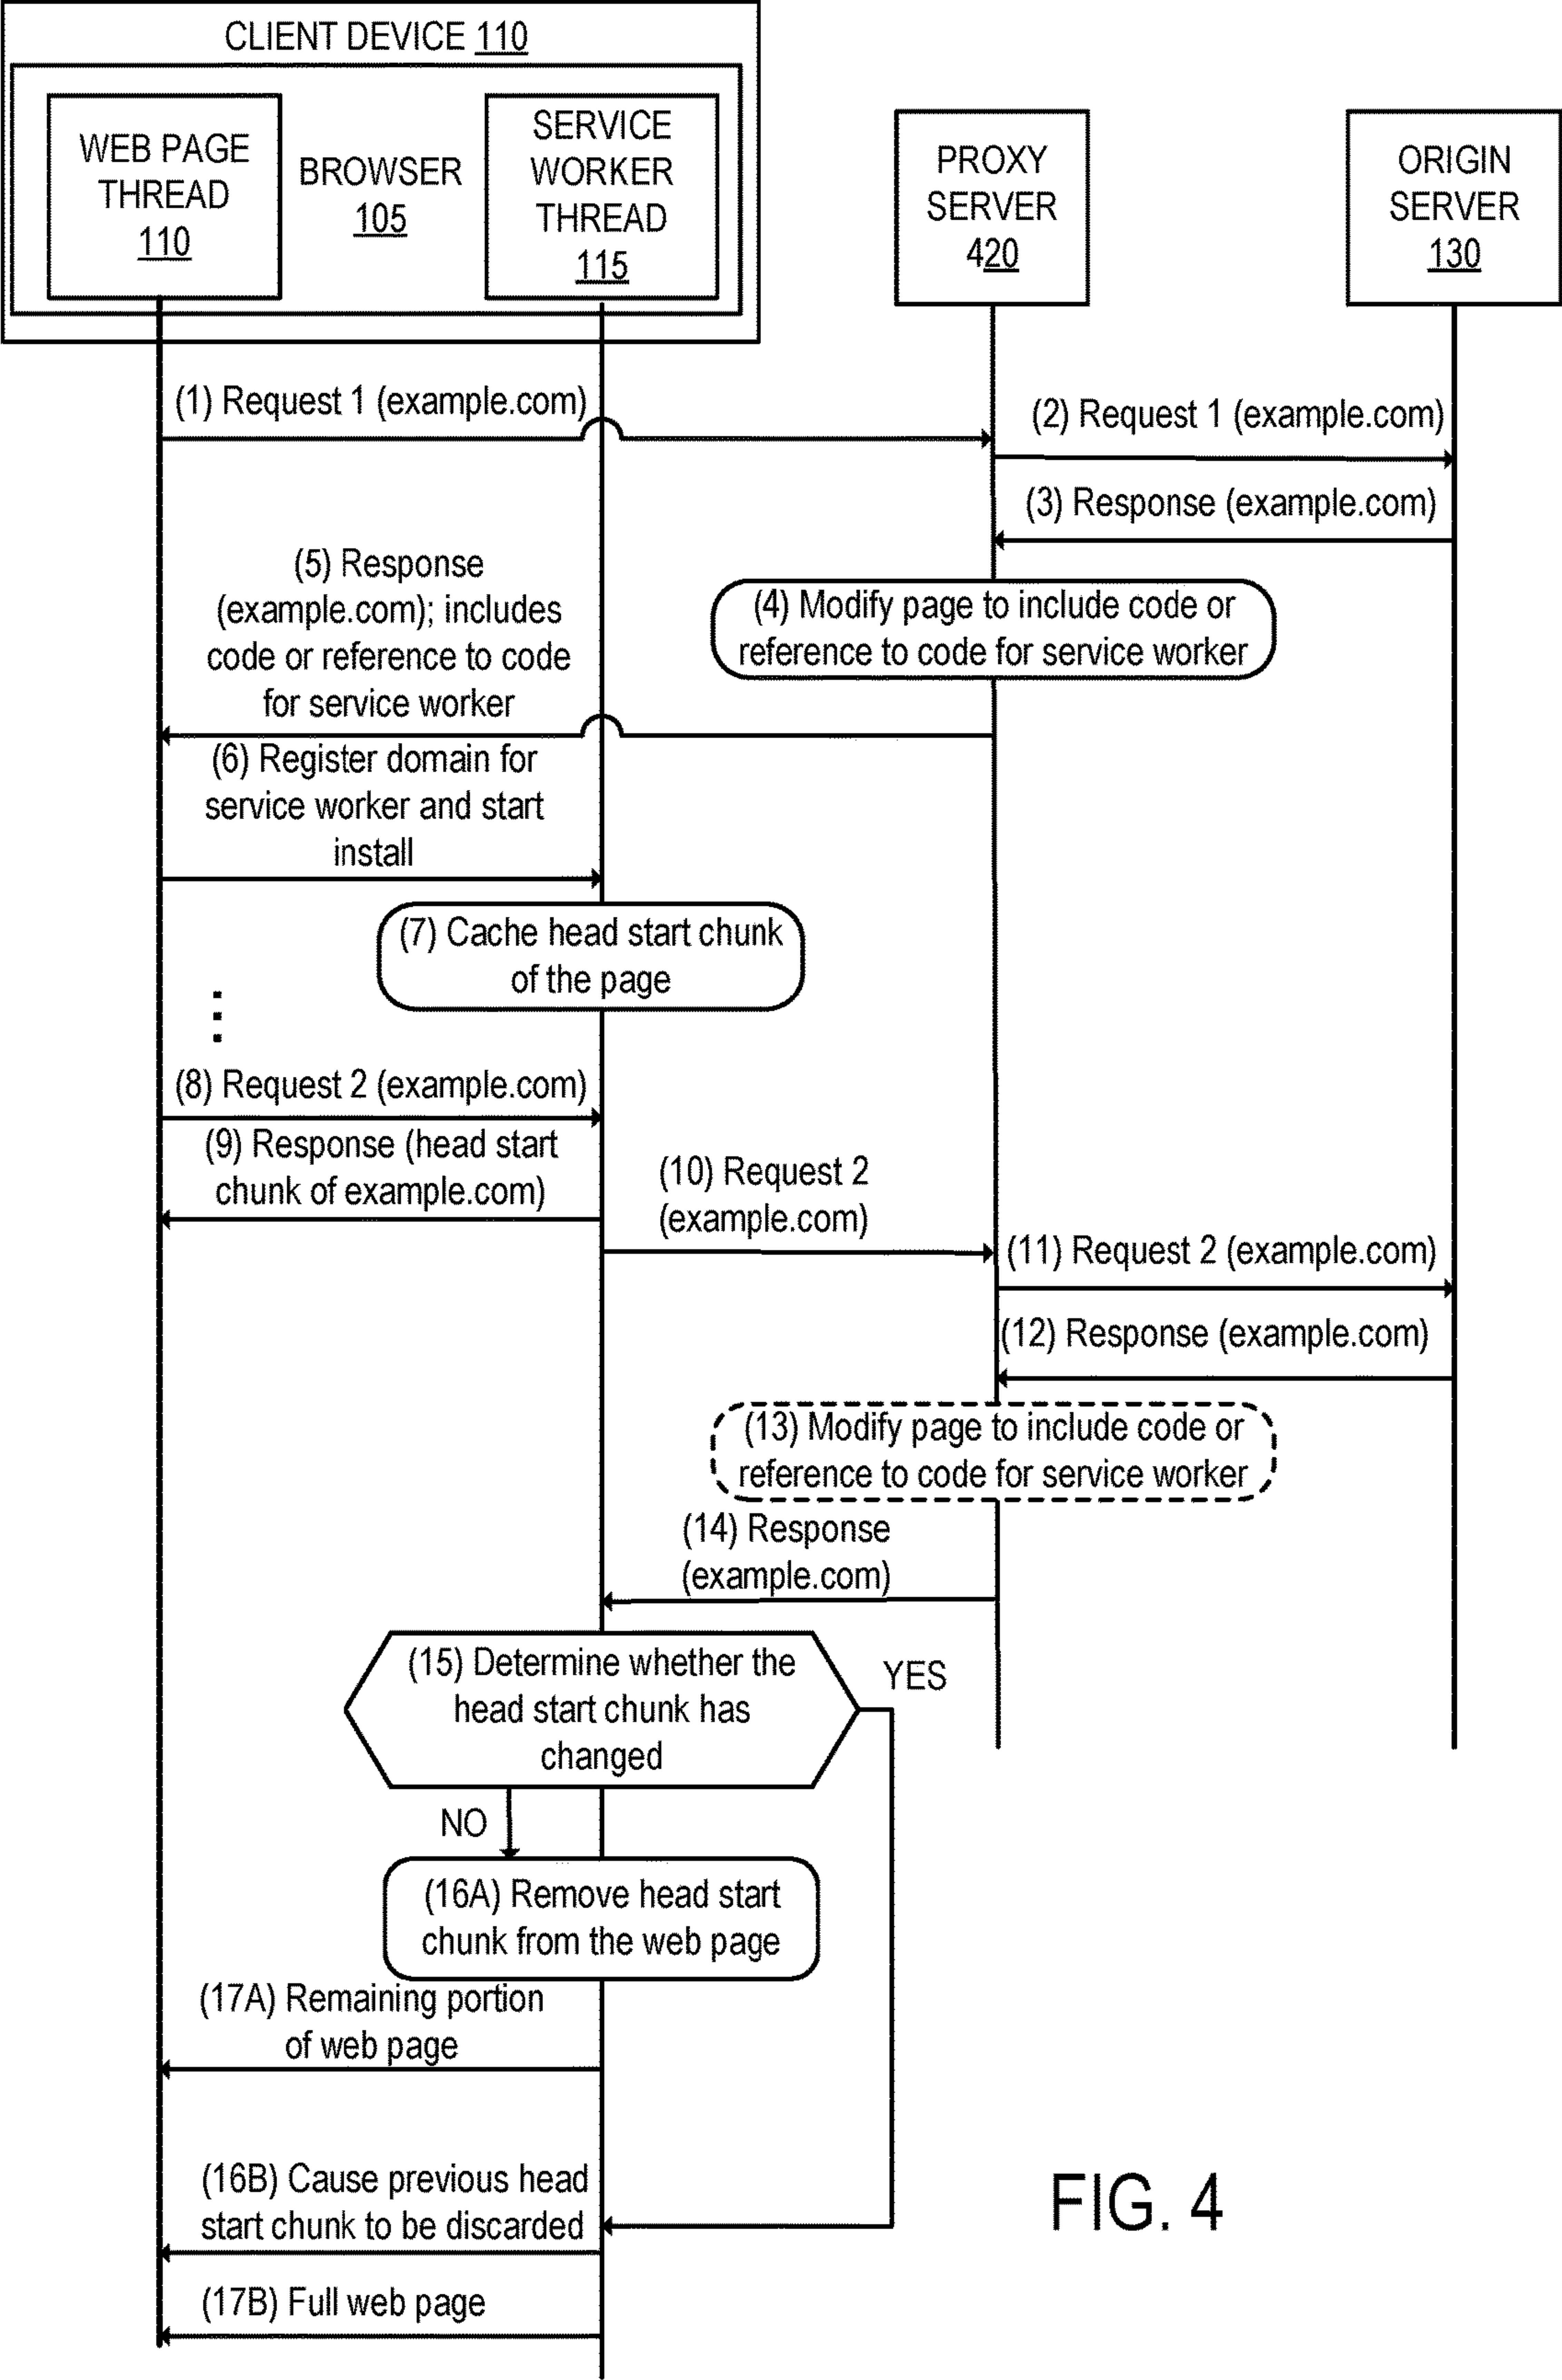 CLIENT DEVICE 110
WEB PAGE
THREAD
110
BROWSER
105
SERVICE
WORKER
THREAD
115
PROXY
SERVER
420
ORIGIN
SERVER
130
(1) Request 1 (example.com)
(2) Request 1 (example.com)
(3) Response (example.com)
(4) Modify page to include code or
reference to code for service worker
(5) Response
(example.com); includes
code or reference to code
for service worker
(6) Register domain for
service worker and start
install
(7) Cache head start chunk
of the page
(8) Request 2 (example.com)
(9) Response (head start
chunk of example.com)
(10) Request 2
(example.com)
(11) Request 2 (example.com)
(12) Response (example.com)
(13) Modify page to include code or
reference to code for service worker
(14) Response
(example.com)
(15) Determine whether the
head start chunk has
changed
YES
NO
(16A) Remove head start
chunk from the web page
(17A) Remaining portion
of web page
(16B) Cause previous head
start chunk to be discarded
(17B) Full web page
FIG. 4